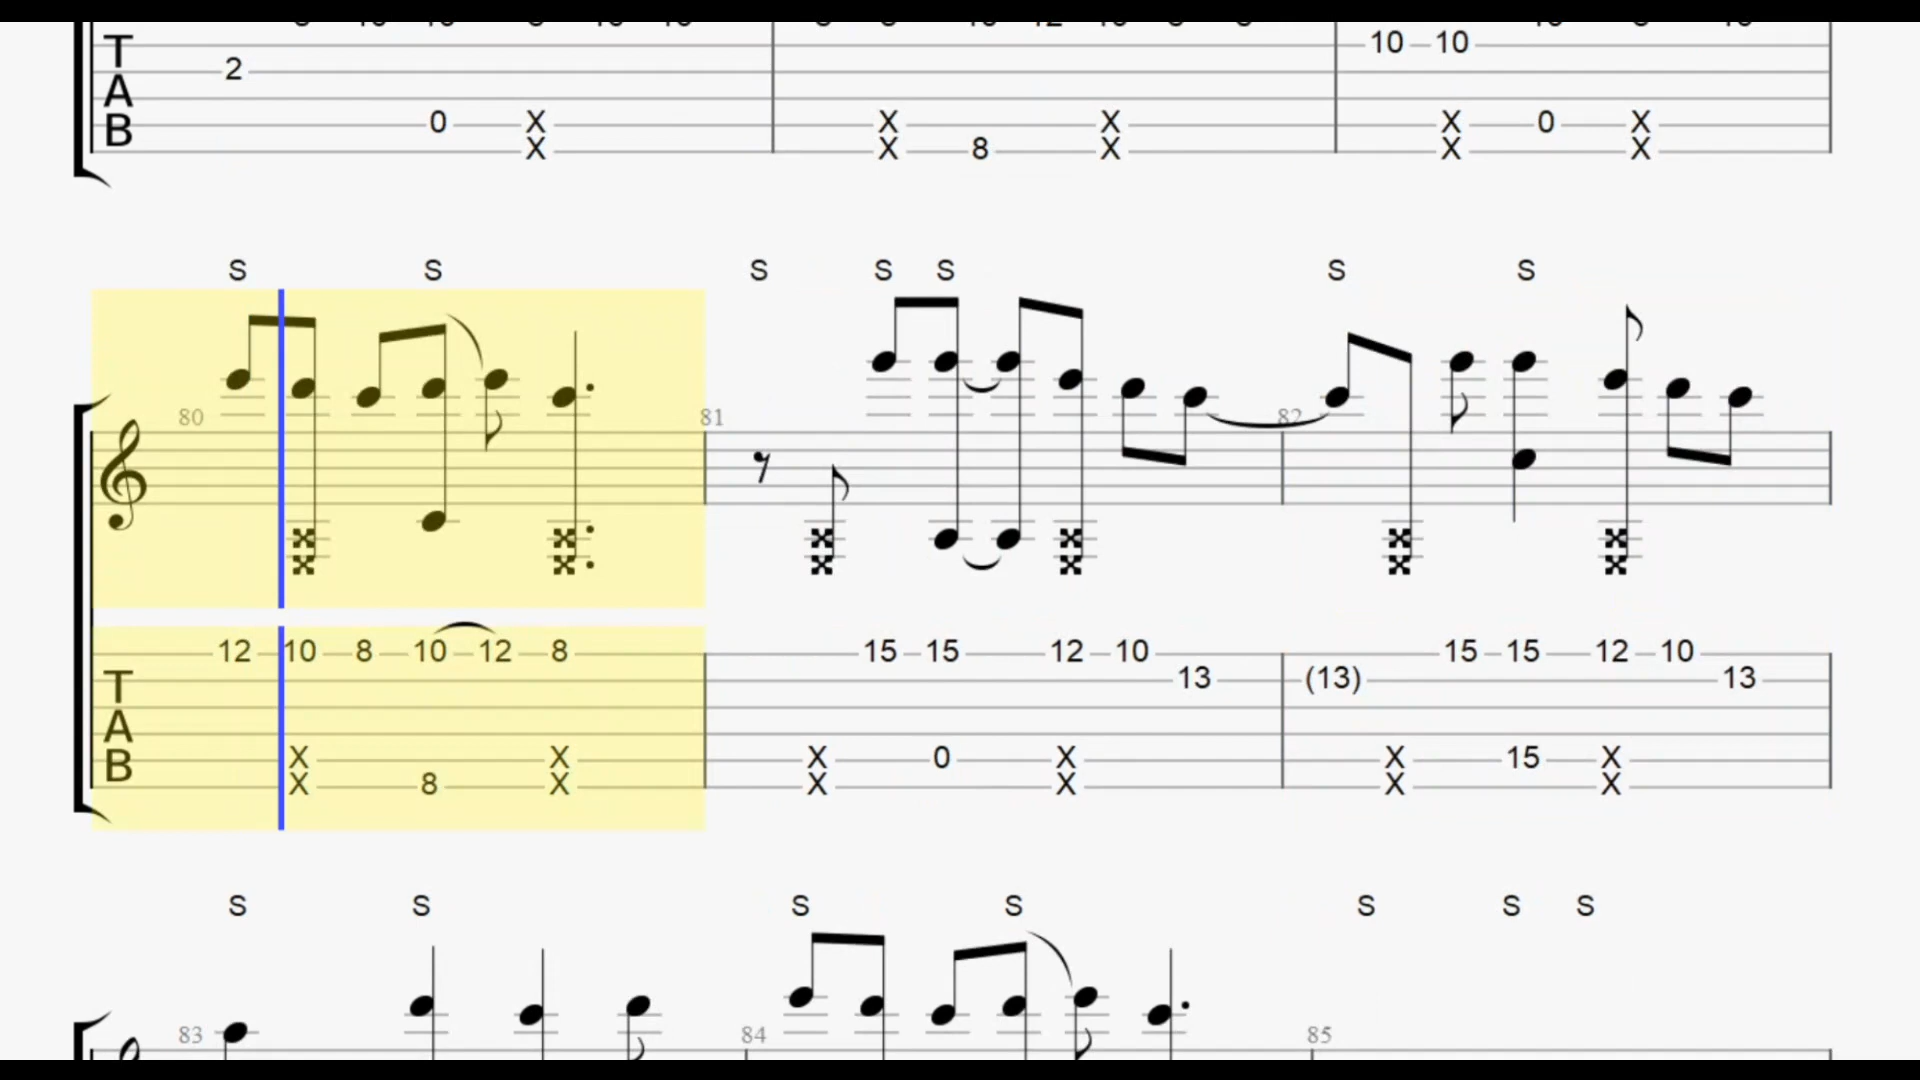 10 10
T
2
A
0 X X X X 0 X
B
X X 8 X X X
S S S S S S S
80 81 82
12 10 8 10 12 8 15 15 12 10 15 15 12 10
T 13 (13) 13
A
B X X X 0 X X 15 X
X 8 X X X X X
S S S S S S S
83 84 85